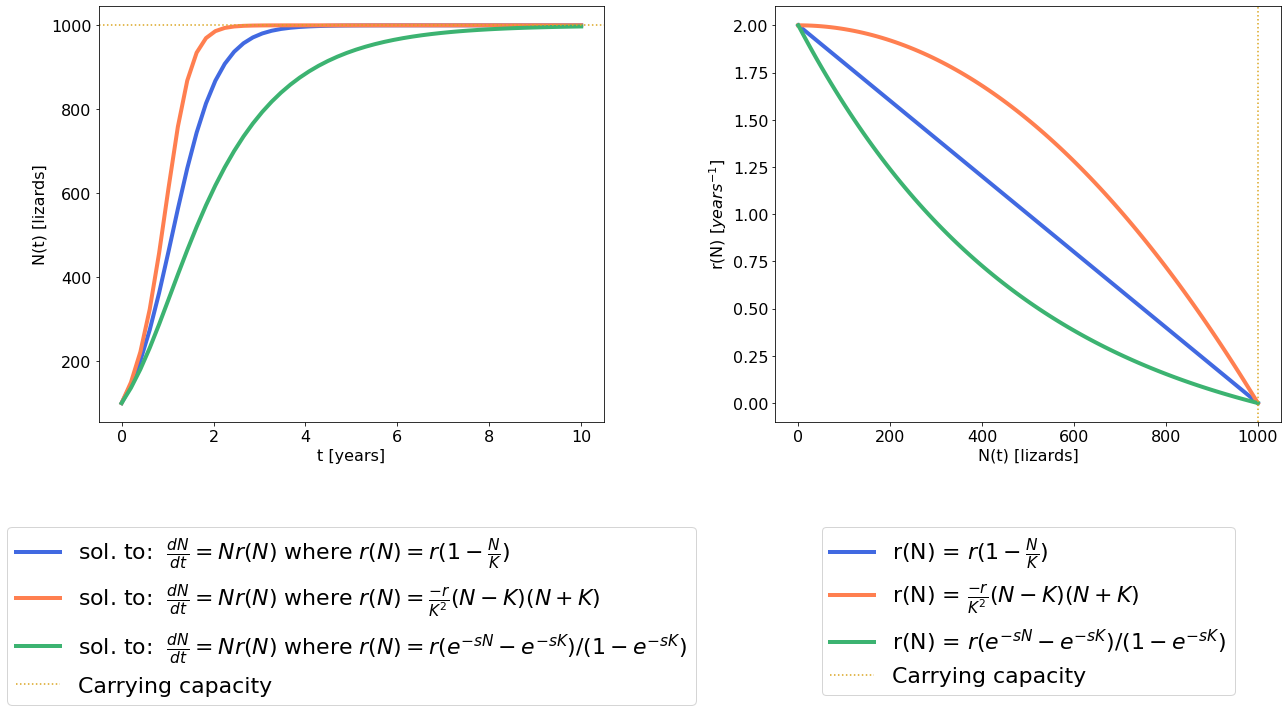 1000
800
600
400
200
N(t) [lizards]
0 2 4 6 8 10
t [years]
2.00
1.75
1.50
1.25
1.00
0.75
0.50
0.25
0.00
r(N) [years⁻¹]
0 200 400 600 800 1000
N(t) [lizards]
sol. to: dN/dt = Nr(N) where r(N) = r(1 − N/K)
sol. to: dN/dt = Nr(N) where r(N) = −r/K² (N − K)(N + K)
sol. to: dN/dt = Nr(N) where r(N) = r(e^{−sN} − e^{−sK})/(1 − e^{−sK})
Carrying capacity
r(N) = r(1 − N/K)
r(N) = −r/K² (N − K)(N + K)
r(N) = r(e^{−sN} − e^{−sK})/(1 − e^{−sK})
Carrying capacity